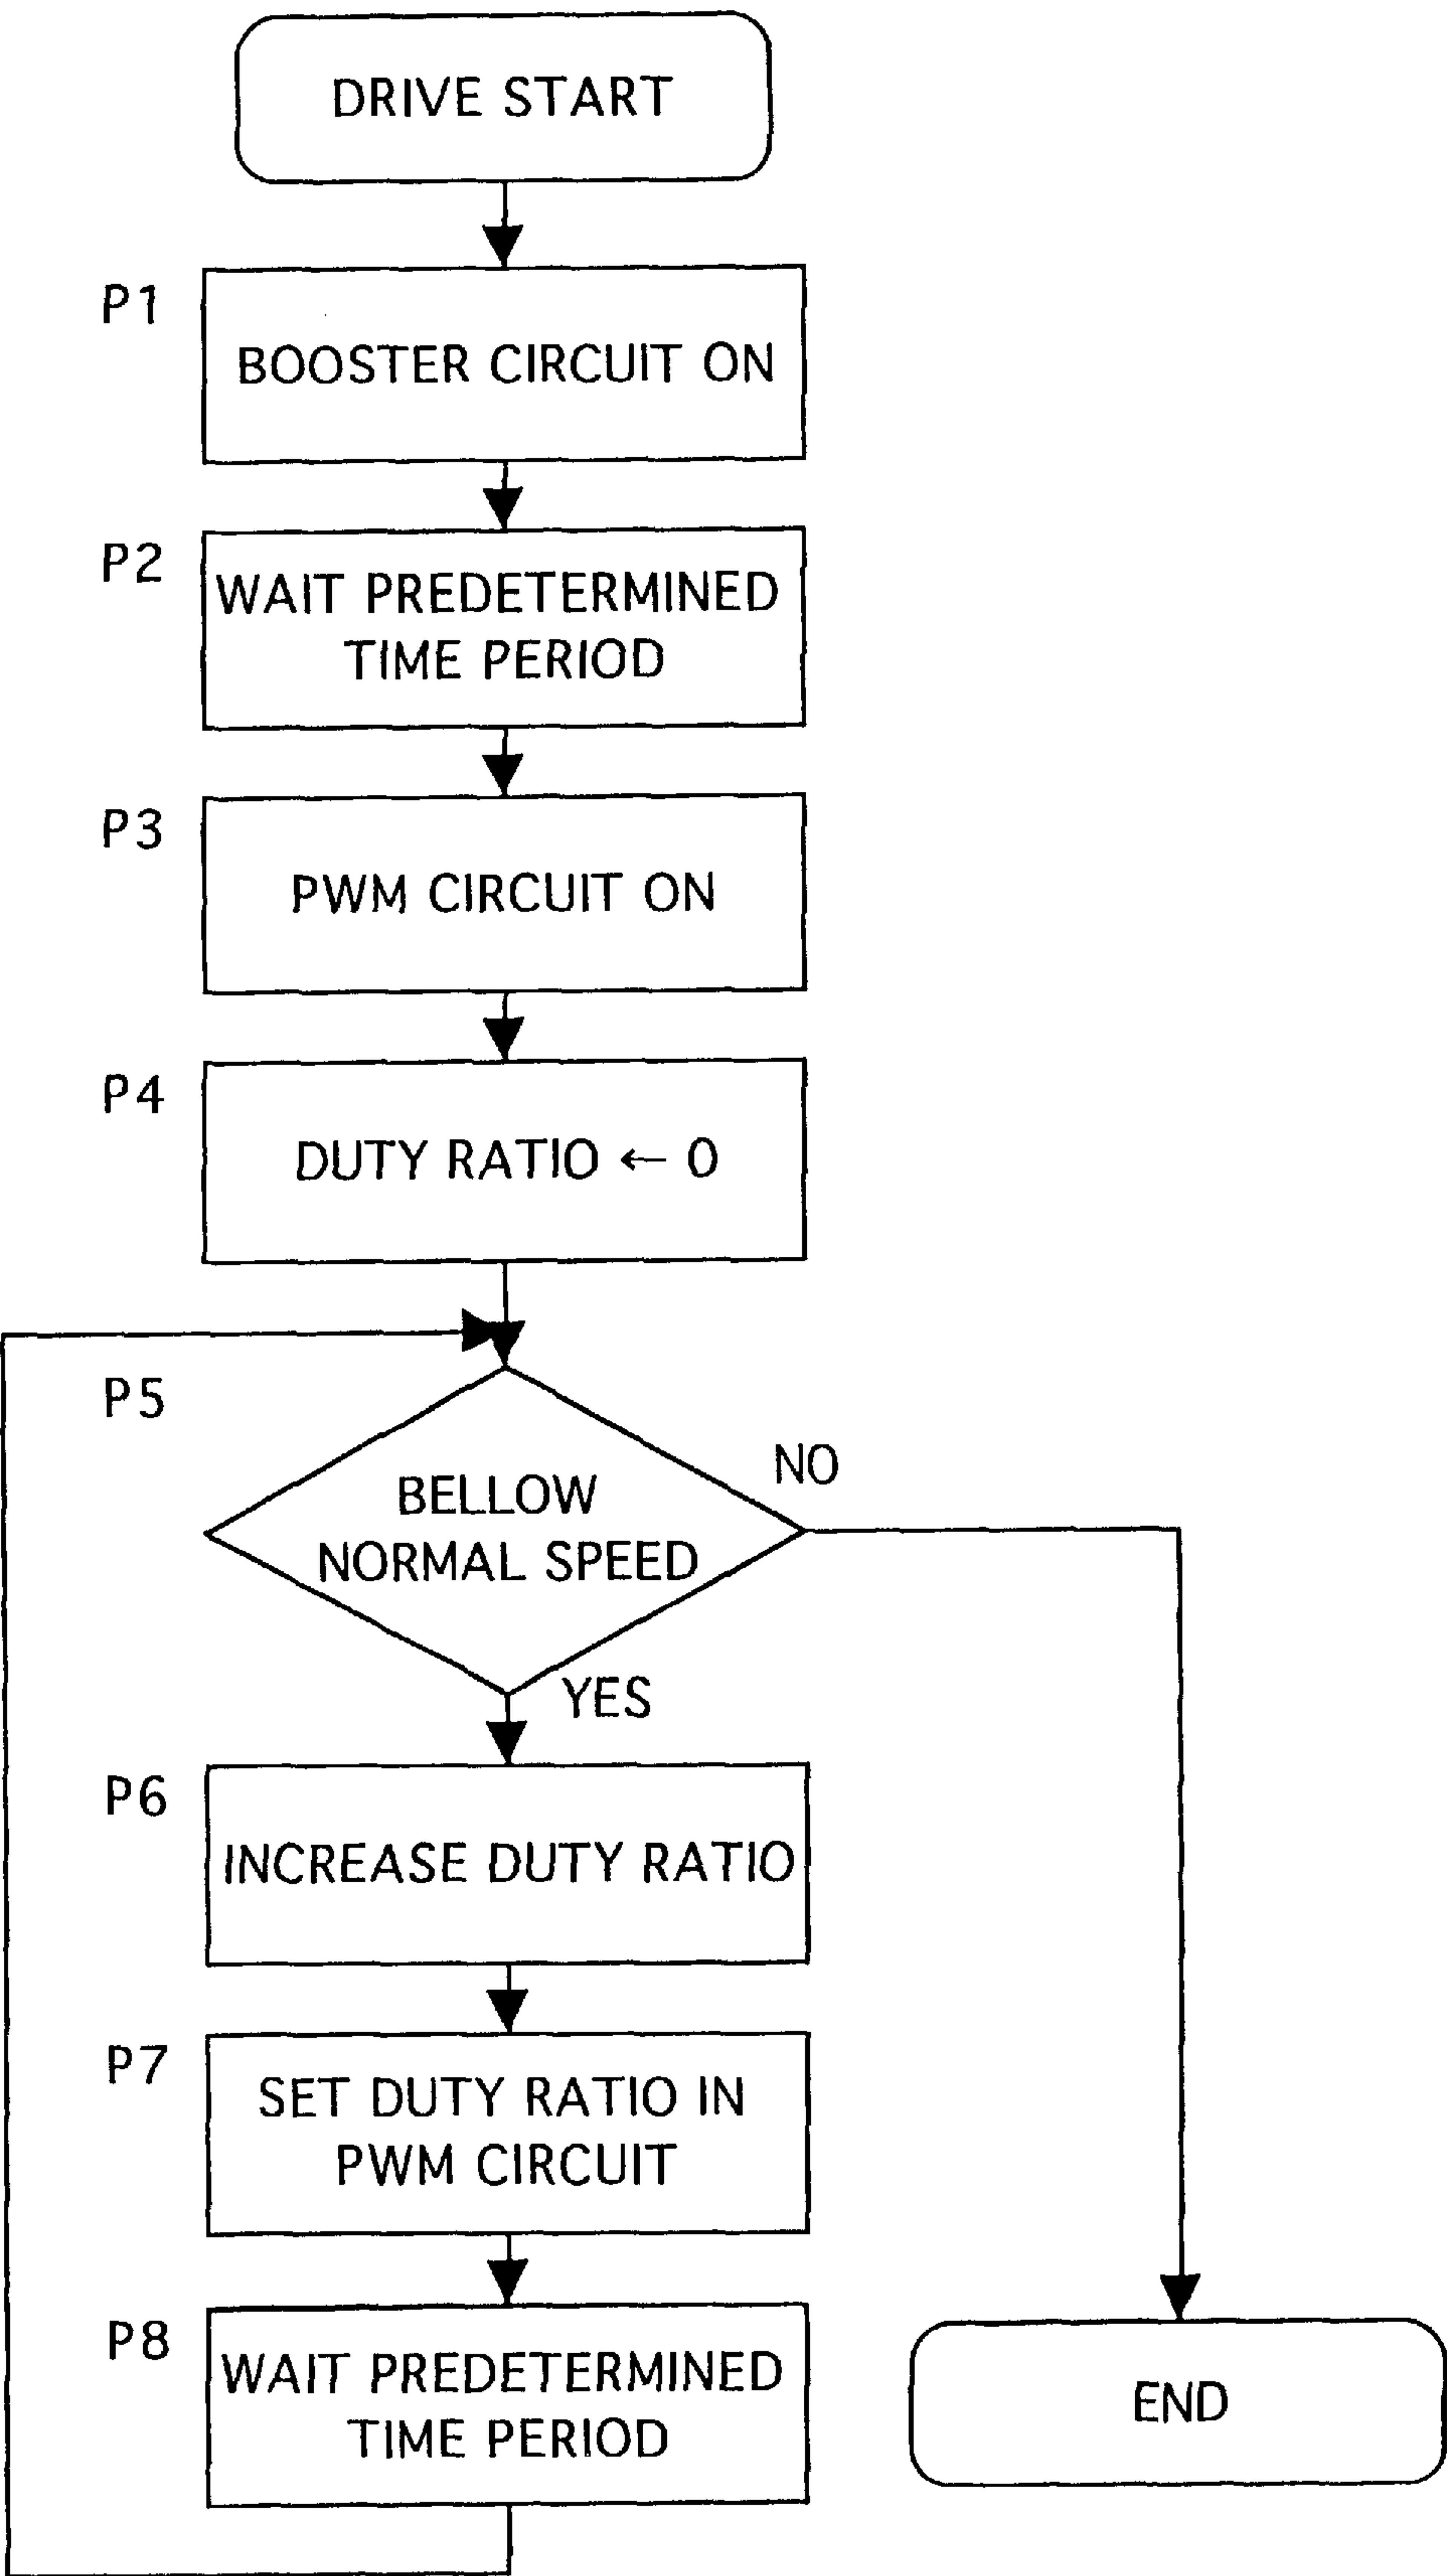 DRIVE START
P1
BOOSTER CIRCUIT ON
P2
WAIT PREDETERMINED
TIME PERIOD
P3
PWM CIRCUIT ON
P4
DUTY RATIO ← 0
P5
BELLOW
NORMAL SPEED
NO
YES
P6
INCREASE DUTY RATIO
P7
SET DUTY RATIO IN
PWM CIRCUIT
P8
WAIT PREDETERMINED
TIME PERIOD
END